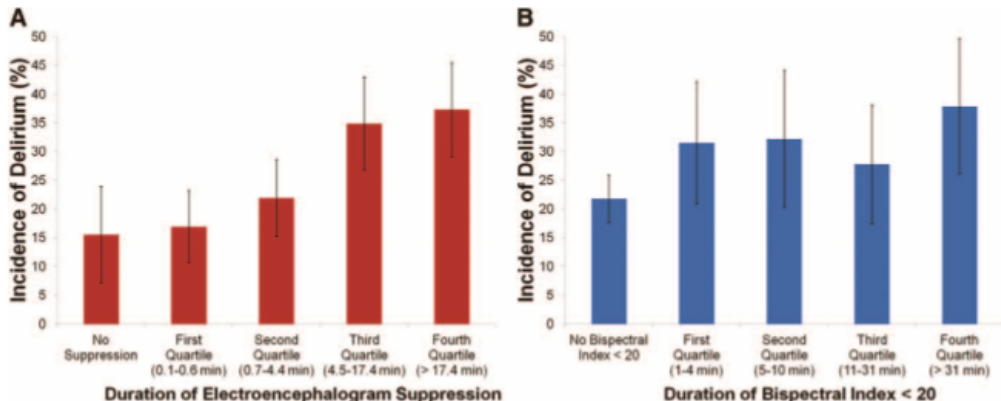 A
Incidence of Delirium (%)
50
45
40
35
30
25
20
15
10
5
0
No
Suppression
First
Quartile
(0.1-0.6 min)
Second
Quartile
(0.7-4.4 min)
Third
Quartile
(4.5-17.4 min)
Fourth
Quartile
(> 17.4 min)
Duration of Electroencephalogram Suppression
B
Incidence of Delirium (%)
50
45
40
35
30
25
20
15
10
5
0
No Bispectral
Index < 20
First
Quartile
(1-4 min)
Second
Quartile
(5-10 min)
Third
Quartile
(11-31 min)
Fourth
Quartile
(> 31 min)
Duration of Bispectral Index < 20